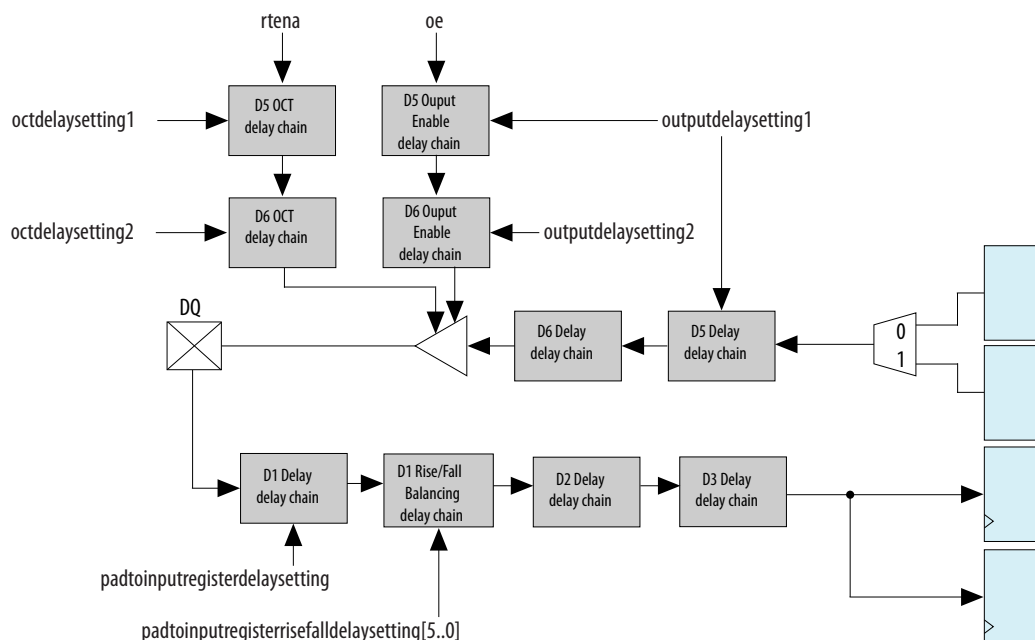 rtena
oe
octdelaysetting1
D5 OCT
delay chain
D5 Ouput
Enable
delay chain
outputdelaysetting1
octdelaysetting2
D6 OCT
delay chain
D6 Ouput
Enable
delay chain
outputdelaysetting2
DQ
D6 Delay
delay chain
D5 Delay
delay chain
0
1
D1 Delay
delay chain
D1 Rise/Fall
Balancing
delay chain
D2 Delay
delay chain
D3 Delay
delay chain
padtoinputregisterdelaysetting
padtoinputregisterrisefalldelaysetting[5..0]